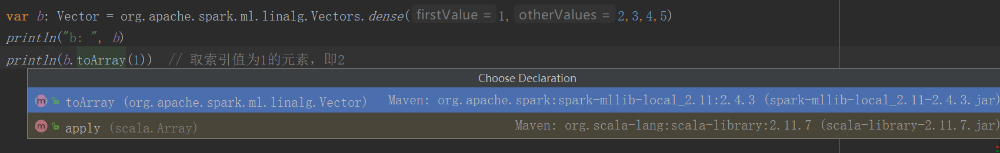 var b: Vector = org.apache.spark.ml.linalg.Vectors.dense( firstValue = 1, otherValues = 2,3,4,5)
println("b: ", b)
println(b.toArray(1))  // 取索引值为1的元素，即2
Choose Declaration
toArray (org.apache.spark.ml.linalg.Vector) Maven: org.apache.spark:spark-mllib-local_2.11:2.4.3 (spark-mllib-local_2.11-2.4.3.jar)
apply (scala.Array) Maven: org.scala-lang:scala-library:2.11.7 (scala-library-2.11.7.jar)